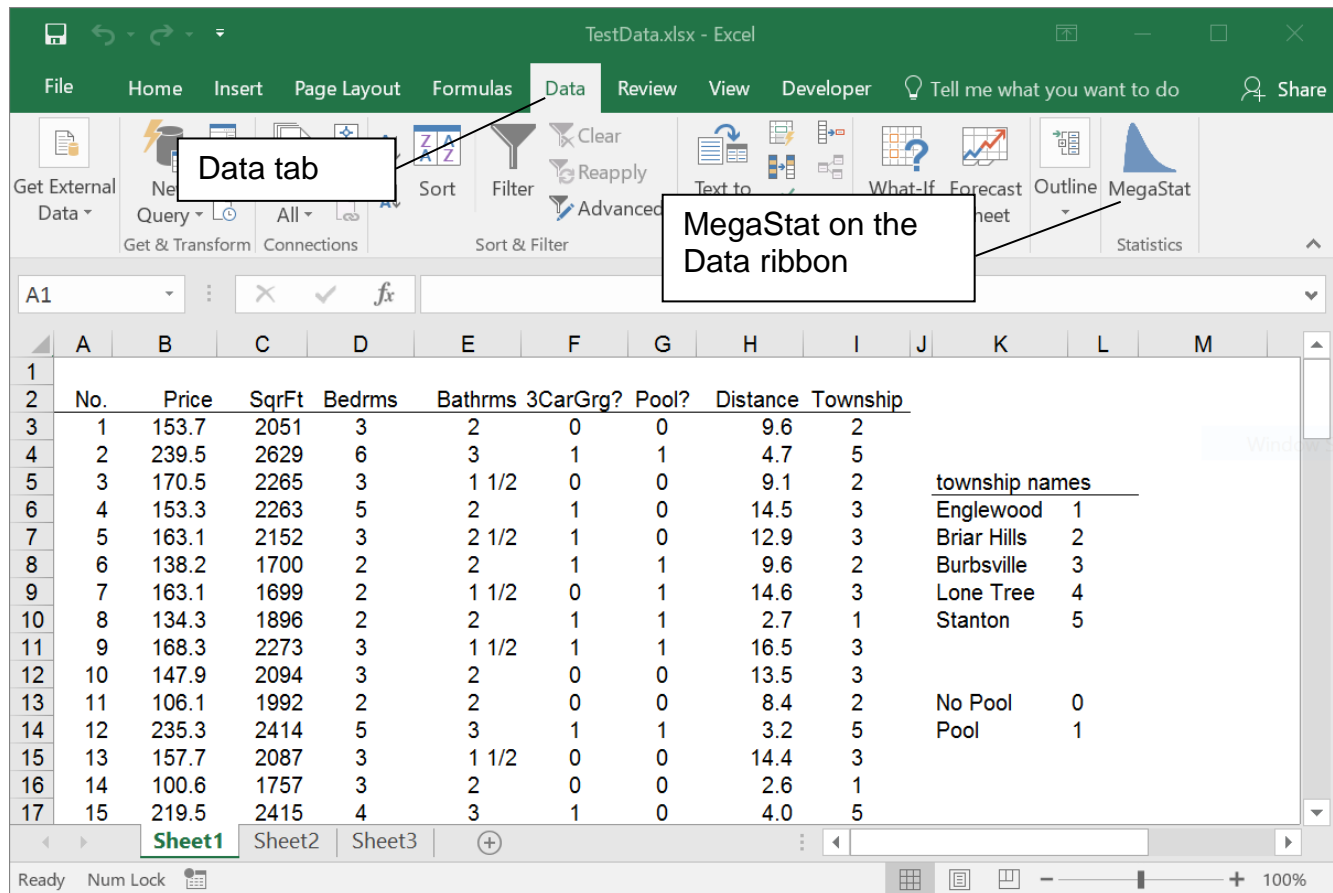 TestData.xlsx - Excel
File Home Insert Page Layout Formulas Data Review View Developer Tell me what you want to do Share
Data tab
Get External Data
Query
All
Sort
Filter
Clear
Reapply
Advanced
Text to
What-If
Forecast
Outline
MegaStat
MegaStat on the
Data ribbon
Get & Transform Connections Sort & Filter Statistics
A1 fx
A B C D E F G H I J K L M
1
2 No. Price SqrFt Bedrms Bathrms 3CarGrg? Pool? Distance Township
3 1 153.7 2051 3 2 0 0 9.6 2
4 2 239.5 2629 6 3 1 1 4.7 5
5 3 170.5 2265 3 1 1/2 0 0 9.1 2 township names
6 4 153.3 2263 5 2 1 0 14.5 3 Englewood 1
7 5 163.1 2152 3 2 1/2 1 0 12.9 3 Briar Hills 2
8 6 138.2 1700 2 2 1 1 9.6 2 Burbsville 3
9 7 163.1 1699 2 1 1/2 0 1 14.6 3 Lone Tree 4
10 8 134.3 1896 2 2 1 1 2.7 1 Stanton 5
11 9 168.3 2273 3 1 1/2 1 1 16.5 3
12 10 147.9 2094 3 2 0 0 13.5 3
13 11 106.1 1992 2 2 0 0 8.4 2 No Pool 0
14 12 235.3 2414 5 3 1 1 3.2 5 Pool 1
15 13 157.7 2087 3 1 1/2 0 0 14.4 3
16 14 100.6 1757 3 2 0 0 2.6 1
17 15 219.5 2415 4 3 1 0 4.0 5
Sheet1 Sheet2 Sheet3
Ready Num Lock 100%